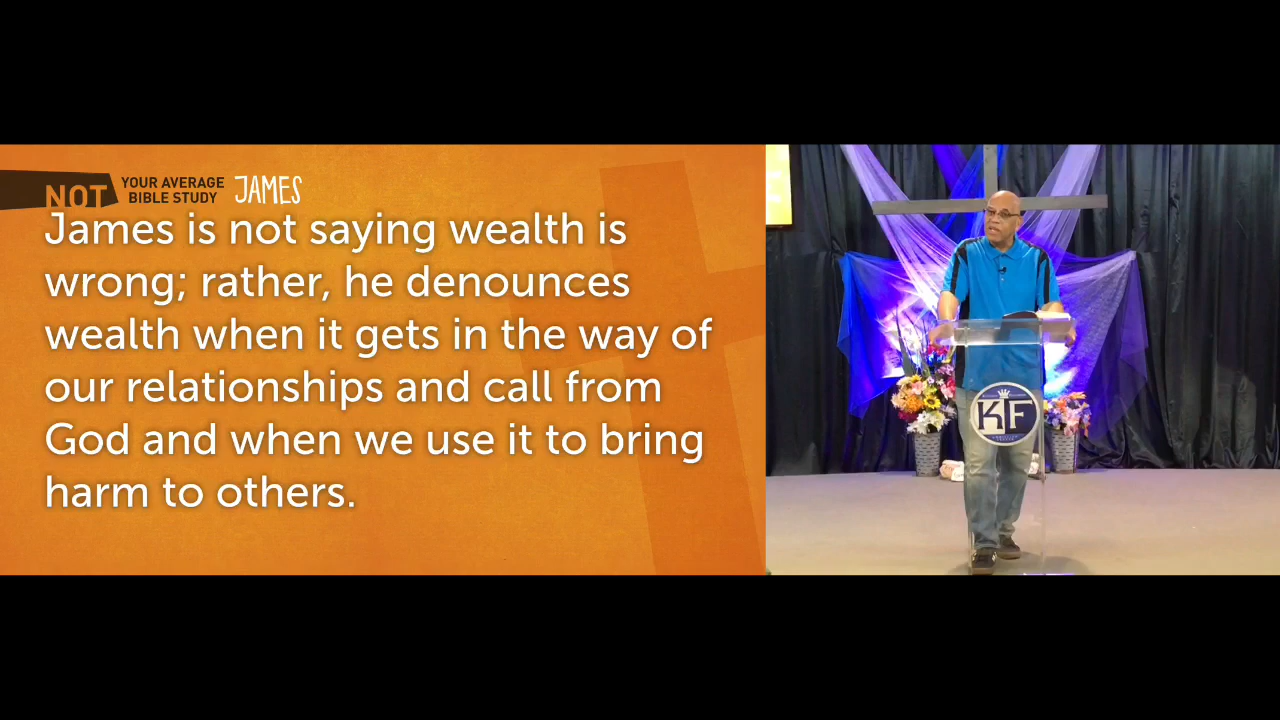 NOT
YOUR AVERAGE
BIBLE STUDY
JAMES
James is not saying wealth is
wrong; rather, he denounces
wealth when it gets in the way of
our relationships and call from
God and when we use it to bring
harm to others.
KTF